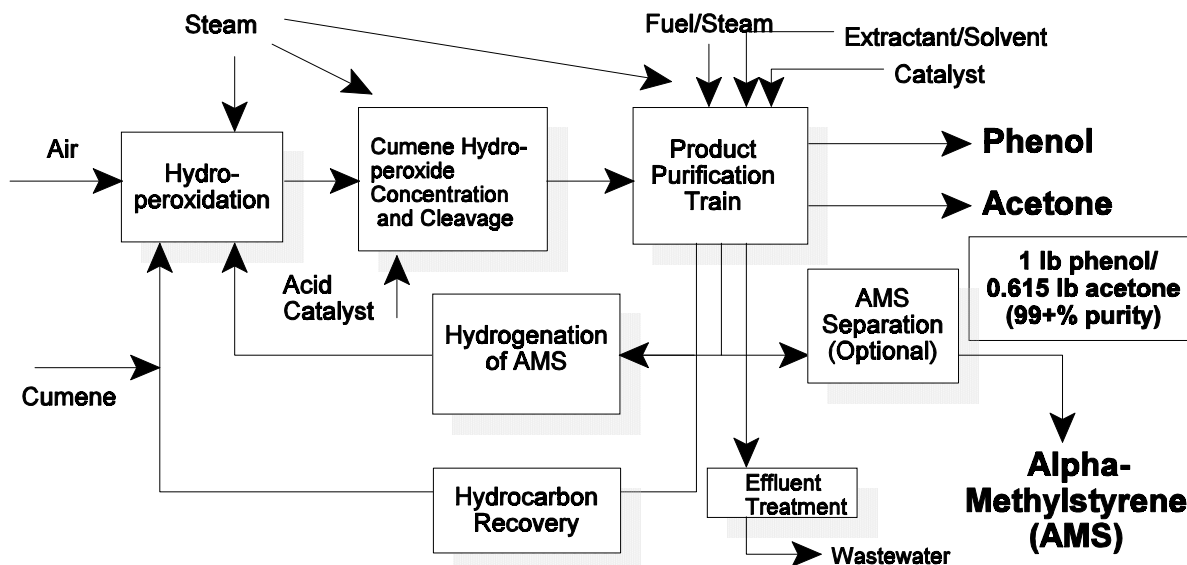 Steam
Fuel/Steam
Extractant/Solvent
Catalyst
Air
Hydro-
peroxidation
Cumene Hydro-
peroxide
Concentration
and Cleavage
Product
Purification
Train
Phenol
Acetone
1 lb phenol/
0.615 lb acetone
(99+% purity)
Acid
Catalyst
Hydrogenation
of AMS
AMS
Separation
(Optional)
Cumene
Hydrocarbon
Recovery
Effluent
Treatment
Alpha-
Methylstyrene
(AMS)
Wastewater